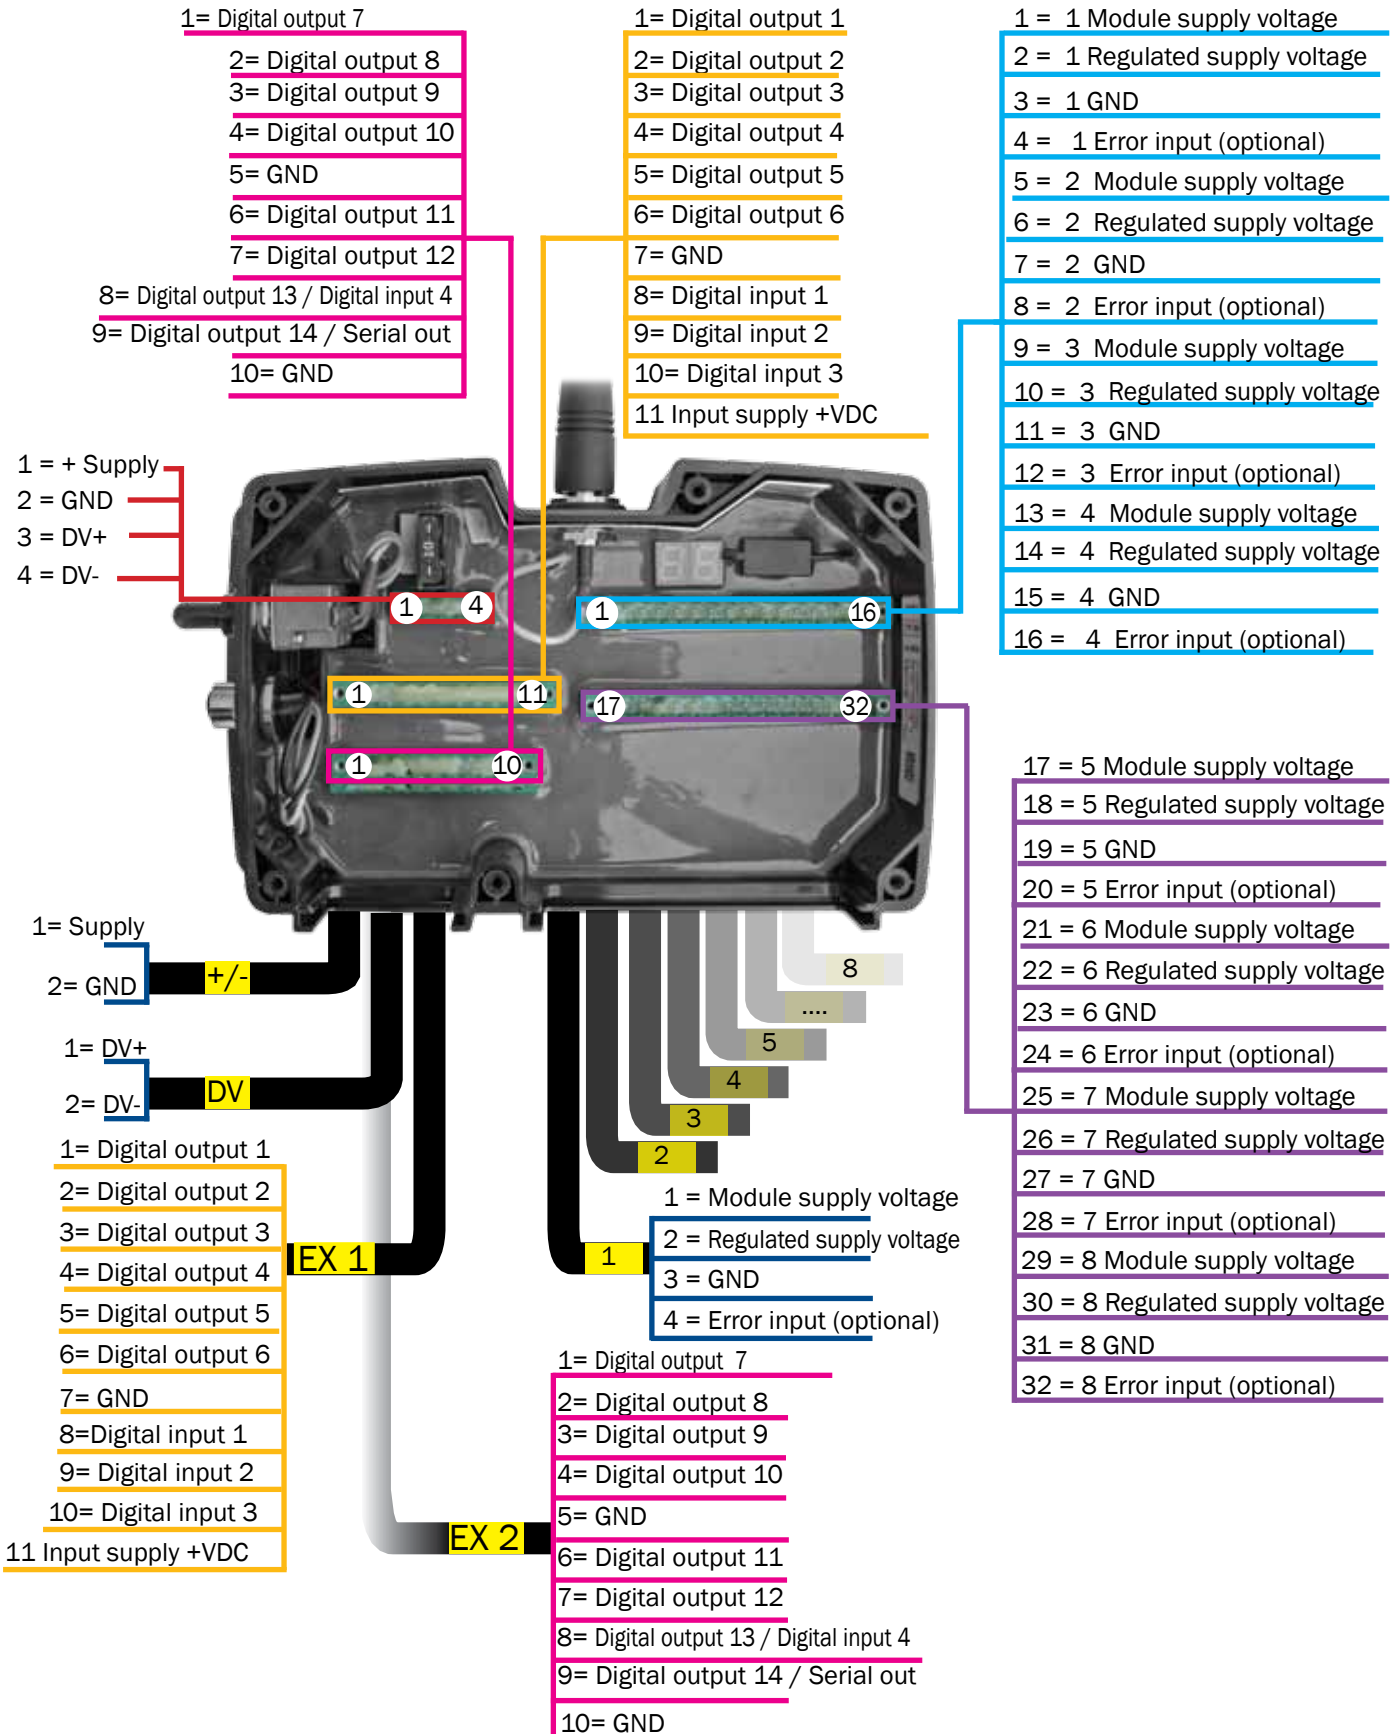 1= Digital output 7
2= Digital output 8
3= Digital output 9
4= Digital output 10
5= GND
6= Digital output 11
7= Digital output 12
8= Digital output 13 / Digital input 4
9= Digital output 14 / Serial out
10= GND
1= Digital output 1
2= Digital output 2
3= Digital output 3
4= Digital output 4
5= Digital output 5
6= Digital output 6
7= GND
8= Digital input 1
9= Digital input 2
10= Digital input 3
11 Input supply +VDC
1 = 1 Module supply voltage
2 = 1 Regulated supply voltage
3 = 1 GND
4 = 1 Error input (optional)
5 = 2 Module supply voltage
6 = 2 Regulated supply voltage
7 = 2 GND
8 = 2 Error input (optional)
9 = 3 Module supply voltage
10 = 3 Regulated supply voltage
11 = 3 GND
12 = 3 Error input (optional)
13 = 4 Module supply voltage
14 = 4 Regulated supply voltage
15 = 4 GND
16 = 4 Error input (optional)
1 = + Supply
2 = GND
3 = DV+
4 = DV-
1 4
1 16
1 11
17 32
1 10
17 = 5 Module supply voltage
18 = 5 Regulated supply voltage
19 = 5 GND
20 = 5 Error input (optional)
21 = 6 Module supply voltage
22 = 6 Regulated supply voltage
23 = 6 GND
24 = 6 Error input (optional)
25 = 7 Module supply voltage
26 = 7 Regulated supply voltage
27 = 7 GND
28 = 7 Error input (optional)
29 = 8 Module supply voltage
30 = 8 Regulated supply voltage
31 = 8 GND
32 = 8 Error input (optional)
1= Supply
2= GND
+/-
1= DV+
2= DV-
DV
8
....
5
4
3
2
1
1 = Module supply voltage
2 = Regulated supply voltage
3 = GND
4 = Error input (optional)
1= Digital output 1
2= Digital output 2
3= Digital output 3
4= Digital output 4
5= Digital output 5
6= Digital output 6
7= GND
8=Digital input 1
9= Digital input 2
10= Digital input 3
11 Input supply +VDC
EX 1
EX 2
1= Digital output 7
2= Digital output 8
3= Digital output 9
4= Digital output 10
5= GND
6= Digital output 11
7= Digital output 12
8= Digital output 13 / Digital input 4
9= Digital output 14 / Serial out
10= GND